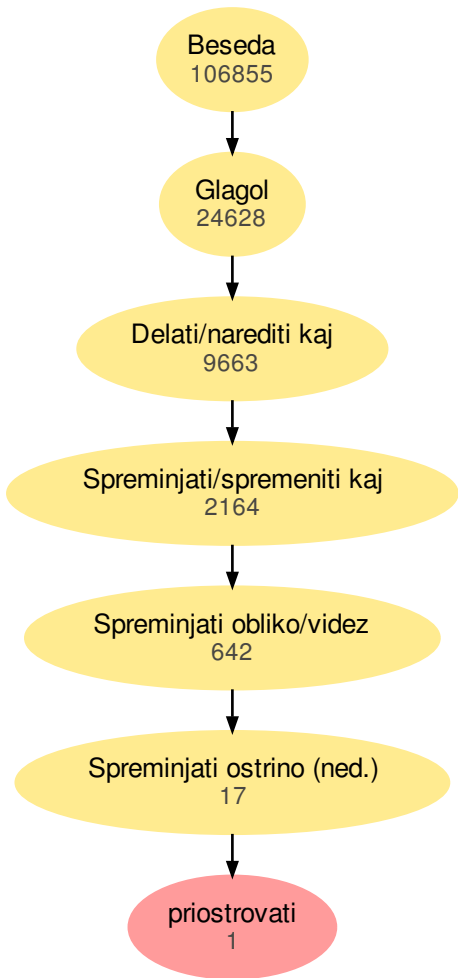 Beseda
106855
Glagol
24628
Delati/narediti kaj
9663
Spreminjati/spremeniti kaj
2164
Spreminjati obliko/videz
642
Spreminjati ostrino (ned.)
17
priostrovati
1